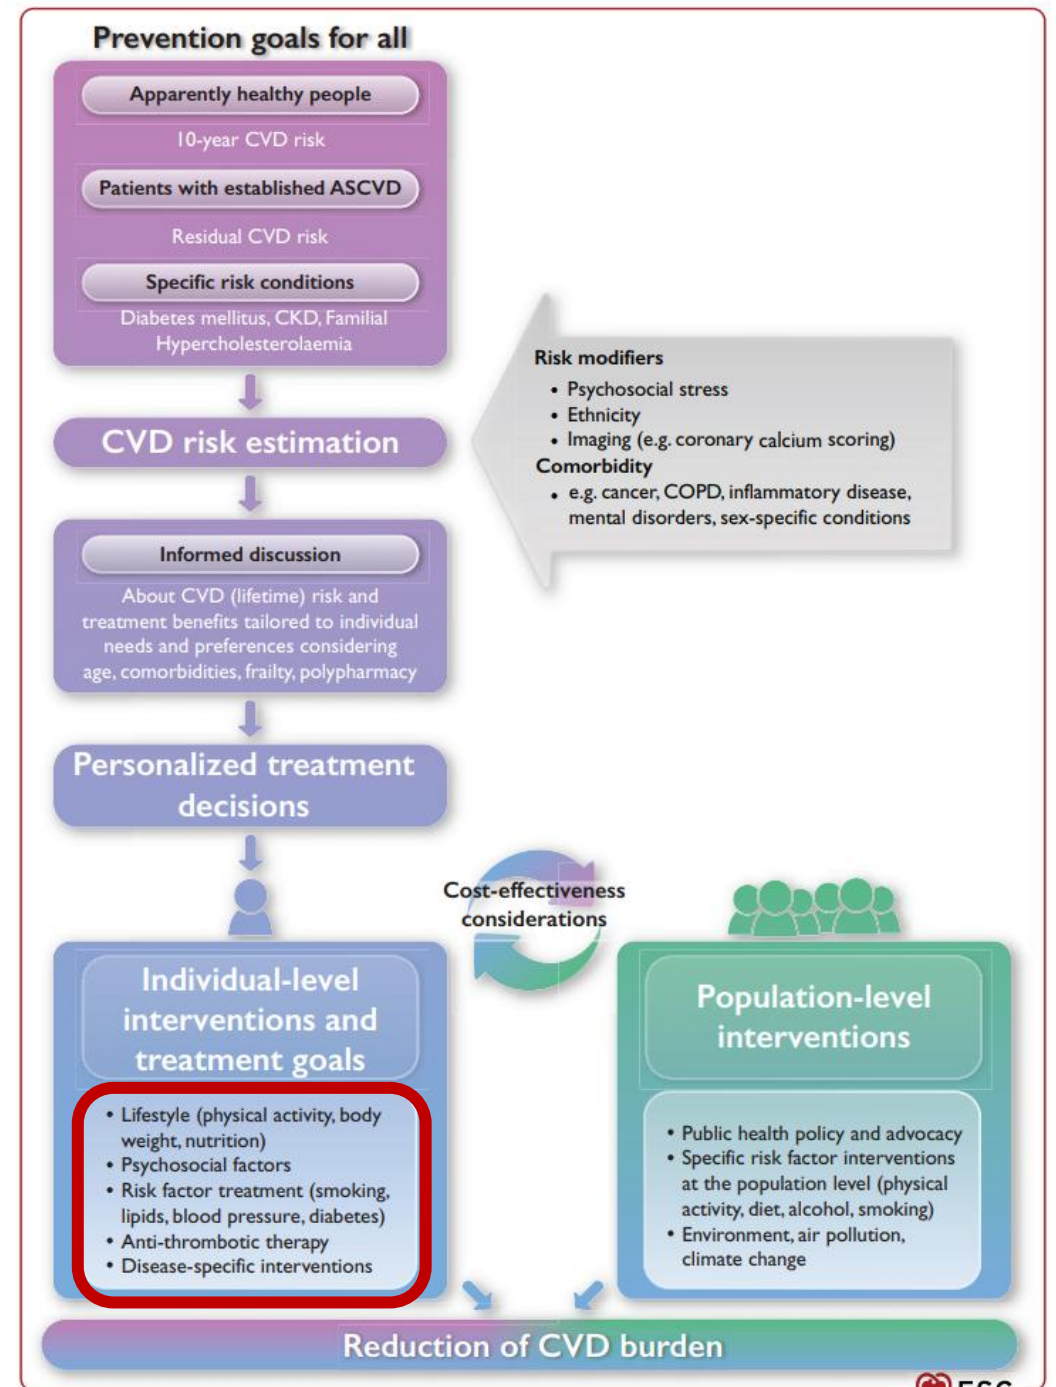 Prevention goals for all
Apparently healthy people
10-year CVD risk
Patients with established ASCVD
Residual CVD risk
Specific risk conditions
Diabetes mellitus, CKD, Familial
Hypercholesterolaemia
CVD risk estimation
Risk modifiers
• Psychosocial stress
• Ethnicity
• Imaging (e.g. coronary calcium scoring)
Comorbidity
• e.g. cancer, COPD, inflammatory disease,
mental disorders, sex-specific conditions
Informed discussion
About CVD (lifetime) risk and
treatment benefits tailored to individual
needs and preferences considering
age, comorbidities, frailty, polypharmacy
Personalized treatment
decisions
Cost-effectiveness
considerations
Individual-level
interventions and
treatment goals
• Lifestyle (physical activity, body
weight, nutrition)
• Psychosocial factors
• Risk factor treatment (smoking,
lipids, blood pressure, diabetes)
• Anti-thrombotic therapy
• Disease-specific interventions
Population-level
interventions
• Public health policy and advocacy
• Specific risk factor interventions
at the population level (physical
activity, diet, alcohol, smoking)
• Environment, air pollution,
climate change
Reduction of CVD burden